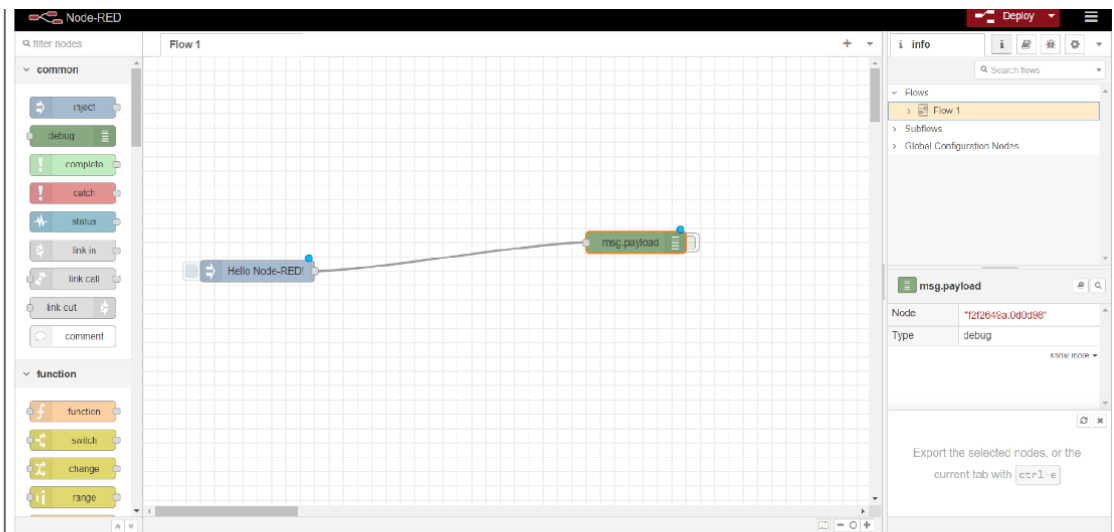 Node-RED
Deploy
filter nodes
Flow 1
info
Search flows
common
Flows
Flow 1
Subflows
Global Configuration Nodes
inject
debug
complete
catch
status
link in
link call
link out
comment
msg.payload
Hello Node-RED!
msg.payload
Node
"f2f2649a.0d0d98"
Type
debug
show more
function
function
switch
change
range
Export the selected nodes, or the
current tab with ctrl-e